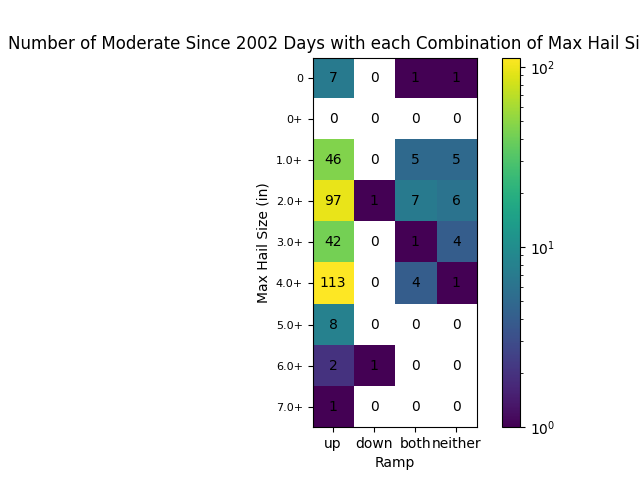 Number of Moderate Since 2002 Days with each Combination of Max Hail Si
Max Hail Size (in)
0 7 0 1 1
0+ 0 0 0 0
1.0+ 46 0 5 5
2.0+ 97 1 7 6
3.0+ 42 0 1 4
4.0+ 113 0 4 1
5.0+ 8 0 0 0
6.0+ 2 1 0 0
7.0+ 1 0 0 0
up down both neither
Ramp
10²
10¹
10⁰